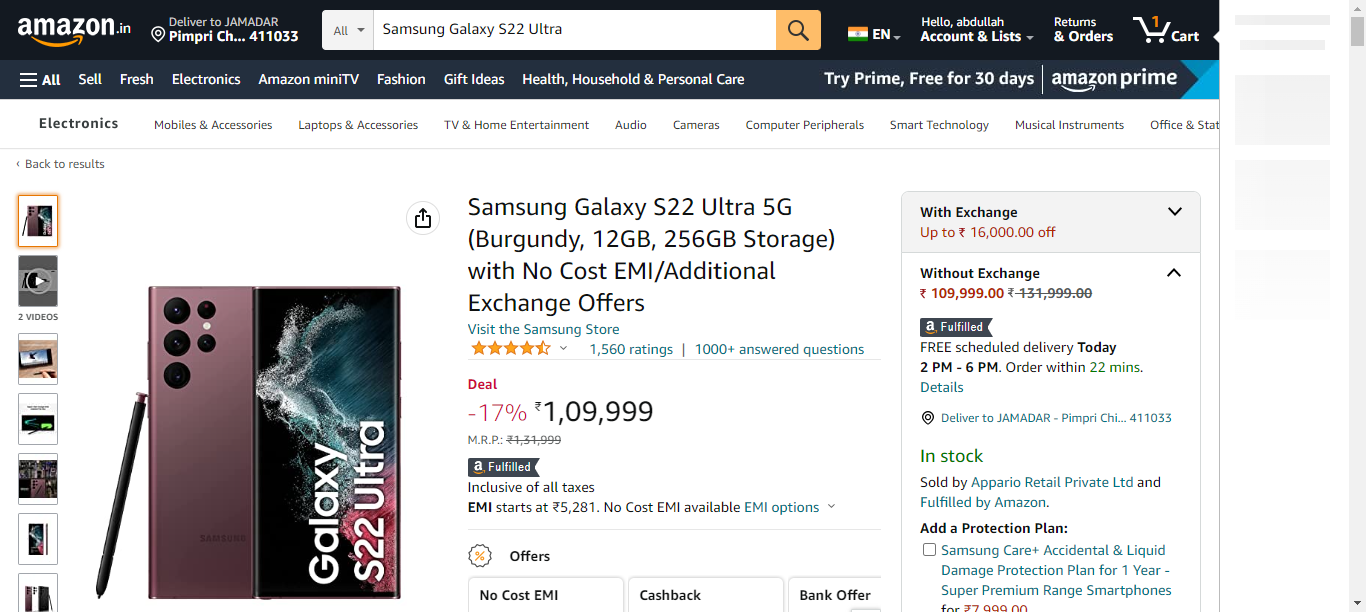 amazon.in
Deliver to JAMADAR
Pimpri Ch... 411033
All
Samsung Galaxy S22 Ultra
EN
Hello, abdullah
Account & Lists
Returns
& Orders
1
Cart
All
Sell
Fresh
Electronics
Amazon miniTV
Fashion
Gift Ideas
Health, Household & Personal Care
Try Prime, Free for 30 days
amazon prime
Electronics
Mobiles & Accessories
Laptops & Accessories
TV & Home Entertainment
Audio
Cameras
Computer Peripherals
Smart Technology
Musical Instruments
Office & Stat
‹ Back to results
2 VIDEOS
SAMSUNG
Galaxy
S22 Ultra
Samsung Galaxy S22 Ultra 5G
(Burgundy, 12GB, 256GB Storage)
with No Cost EMI/Additional
Exchange Offers
Visit the Samsung Store
1,560 ratings | 1000+ answered questions
Deal
-17% ₹1,09,999
M.R.P.: ₹1,31,999
a Fulfilled
Inclusive of all taxes
EMI starts at ₹5,281. No Cost EMI available EMI options
% Offers
No Cost EMI
Cashback
Bank Offer
With Exchange
Up to ₹ 16,000.00 off
Without Exchange
₹ 109,999.00 ₹ 131,999.00
a Fulfilled
FREE scheduled delivery Today
2 PM - 6 PM. Order within 22 mins.
Details
Deliver to JAMADAR - Pimpri Chi... 411033
In stock
Sold by Appario Retail Private Ltd and
Fulfilled by Amazon.
Add a Protection Plan:
Samsung Care+ Accidental & Liquid
Damage Protection Plan for 1 Year -
Super Premium Range Smartphones
for ₹7,999.00